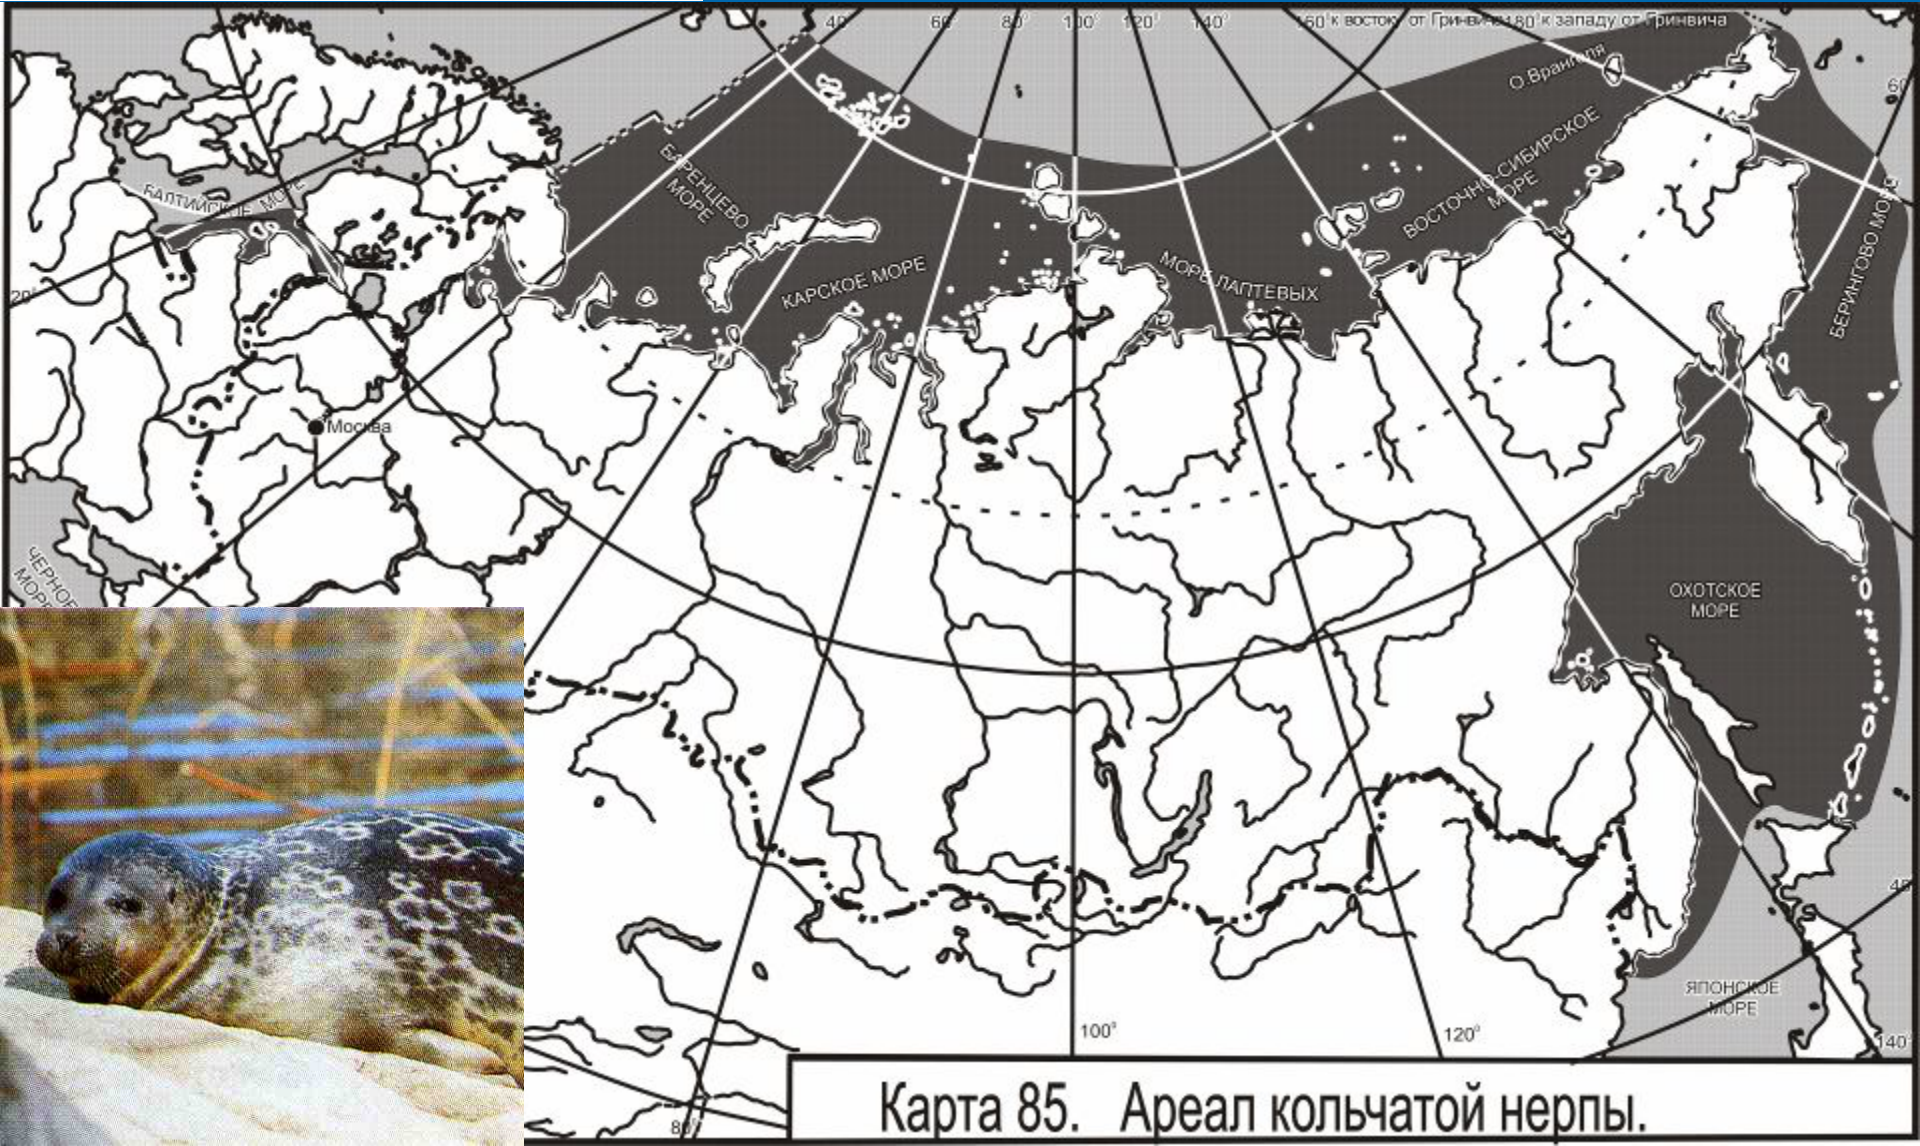 40° 60° 80° 100° 120° 140° 160° к востоку от Гринвича 180° к западу от Гринвича
О.Врангеля
60°
БАРЕНЦЕВО
МОРЕ
ВОСТОЧНО-СИБИРСКОЕ
МОРЕ
БАЛТИЙСКОЕ МОРЕ
КАРСКОЕ МОРЕ
МОРЕ ЛАПТЕВЫХ
БЕРИНГОВО МОРЕ
20°
Москва
ЧЕРНОЕ
МОРЕ
ОХОТСКОЕ
МОРЕ
40°
ЯПОНСКОЕ
МОРЕ
100°
120°
140°
80°
Карта 85. Ареал кольчатой нерпы.